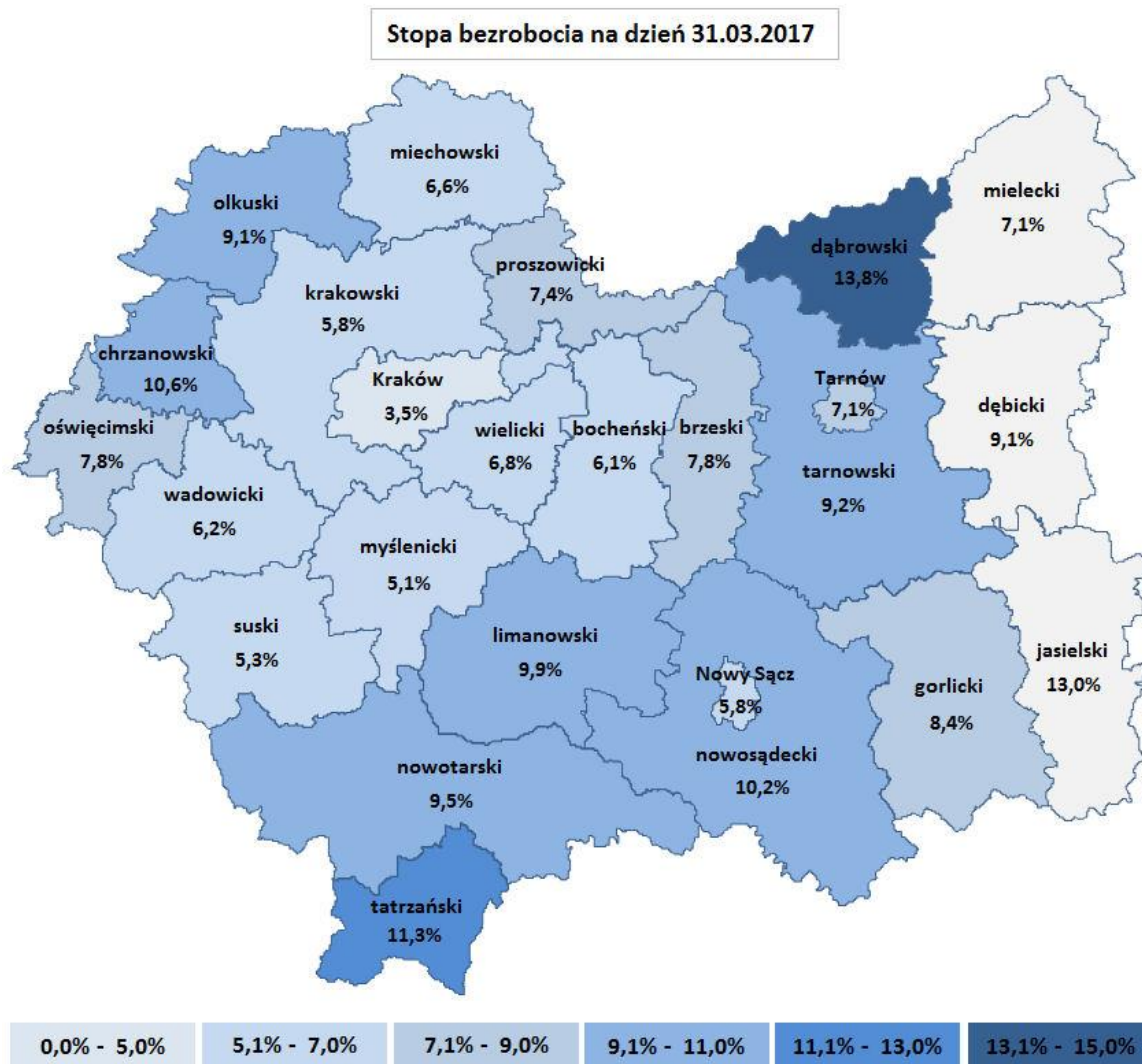 Stopa bezrobocia na dzień 31.03.2017
miechowski
6,6%
olkuski
9,1%
mielecki
7,1%
dąbrowski
13,8%
proszowicki
7,4%
krakowski
5,8%
chrzanowski
10,6%
Kraków
3,5%
Tarnów
7,1%
dębicki
9,1%
oświęcimski
7,8%
wielicki
6,8%
bocheński
6,1%
brzeski
7,8%
tarnowski
9,2%
wadowicki
6,2%
myślenicki
5,1%
suski
5,3%
limanowski
9,9%
Nowy Sącz
5,8%
jasielski
13,0%
gorlicki
8,4%
nowosądecki
10,2%
nowotarski
9,5%
tatrzański
11,3%
0,0% - 5,0%
5,1% - 7,0%
7,1% - 9,0%
9,1% - 11,0%
11,1% - 13,0%
13,1% - 15,0%